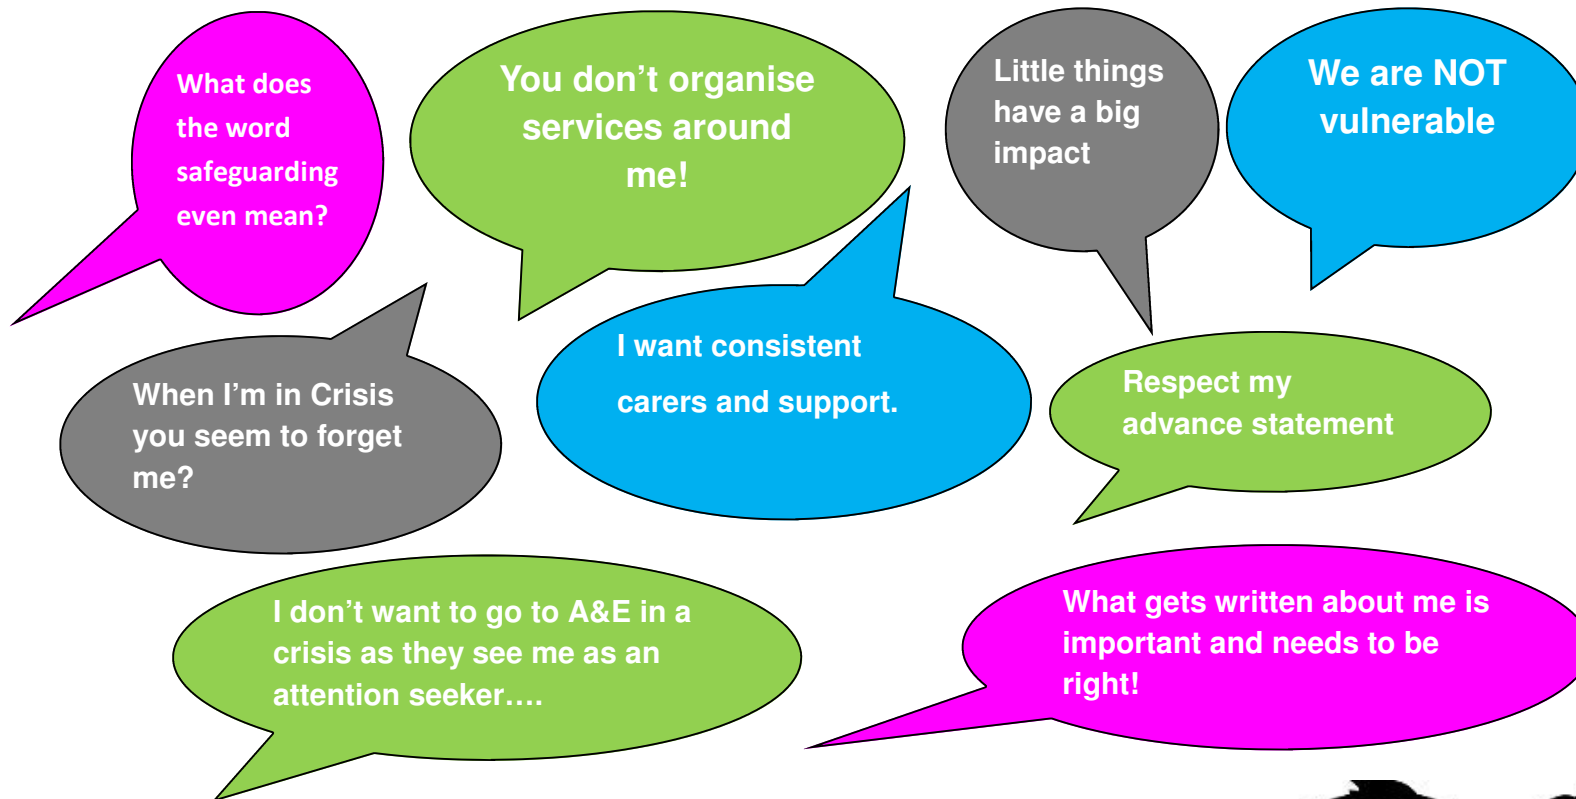 What does
the word
safeguarding
even mean?
You don’t organise
services around
me!
Little things
have a big
impact
We are NOT
vulnerable
When I’m in Crisis
you seem to forget
me?
I want consistent
carers and support.
Respect my
advance statement
I don’t want to go to A&E in a
crisis as they see me as an
attention seeker….
What gets written about me is
important and needs to be
right!